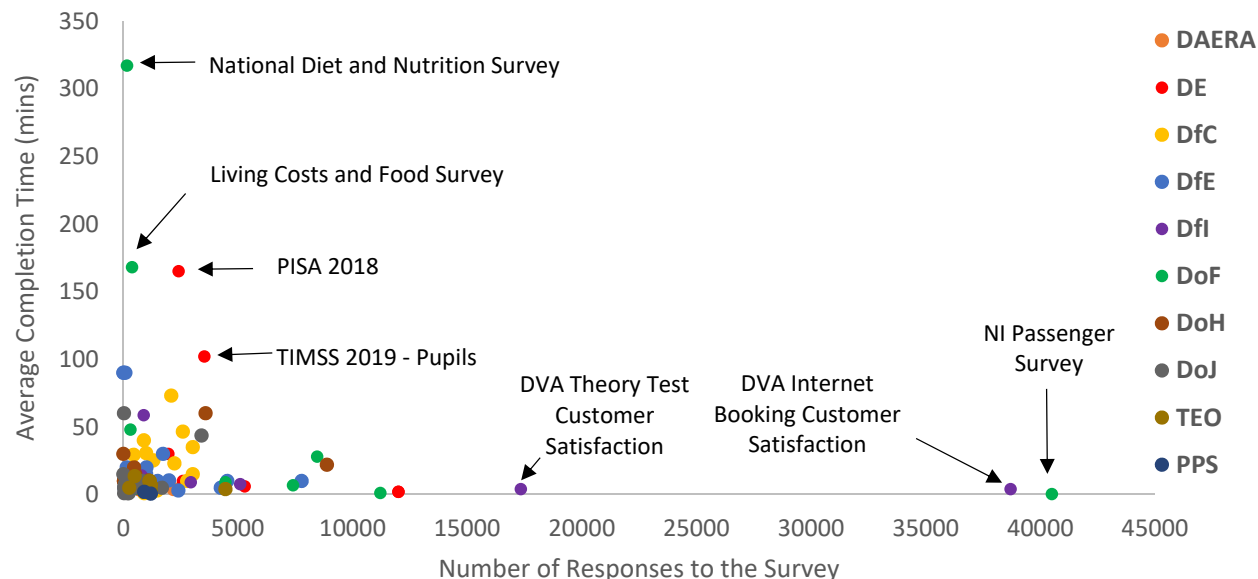 350
300
250
200
150
100
50
0
Average Completion Time (mins)
National Diet and Nutrition Survey
Living Costs and Food Survey
PISA 2018
TIMSS 2019 - Pupils
DVA Theory Test
Customer
Satisfaction
DVA Internet
Booking Customer
Satisfaction
NI Passenger
Survey
DAERA
DE
DfC
DfE
DfI
DoF
DoH
DoJ
TEO
PPS
0
5000
10000
15000
20000
25000
30000
35000
40000
45000
Number of Responses to the Survey